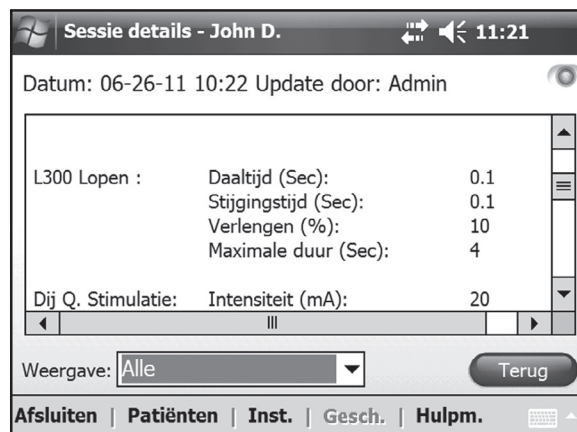 Sessie details - John D. 11:21
Datum: 06-26-11 10:22 Update door: Admin
L300 Lopen : Daaltijd (Sec): 0.1
Stijgingstijd (Sec): 0.1
Verlengen (%): 10
Maximale duur (Sec): 4
Dij Q. Stimulatie: Intensiteit (mA): 20
Weergave: Alle Terug
Afsluiten | Patiënten | Inst. | Gesch. | Hulpm.